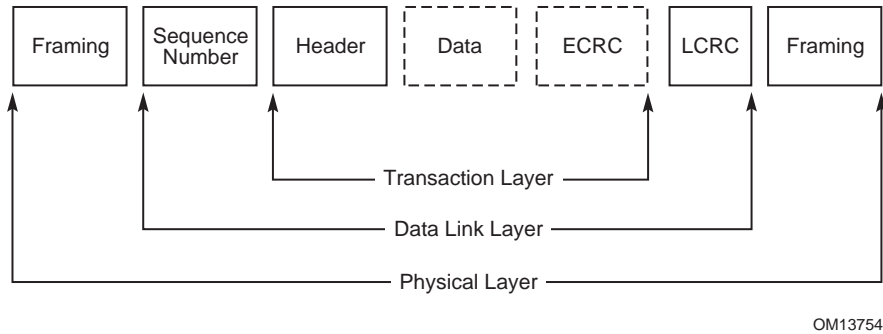 Framing
Sequence
Number
Header
Data
ECRC
LCRC
Framing
Transaction Layer
Data Link Layer
Physical Layer
OM13754